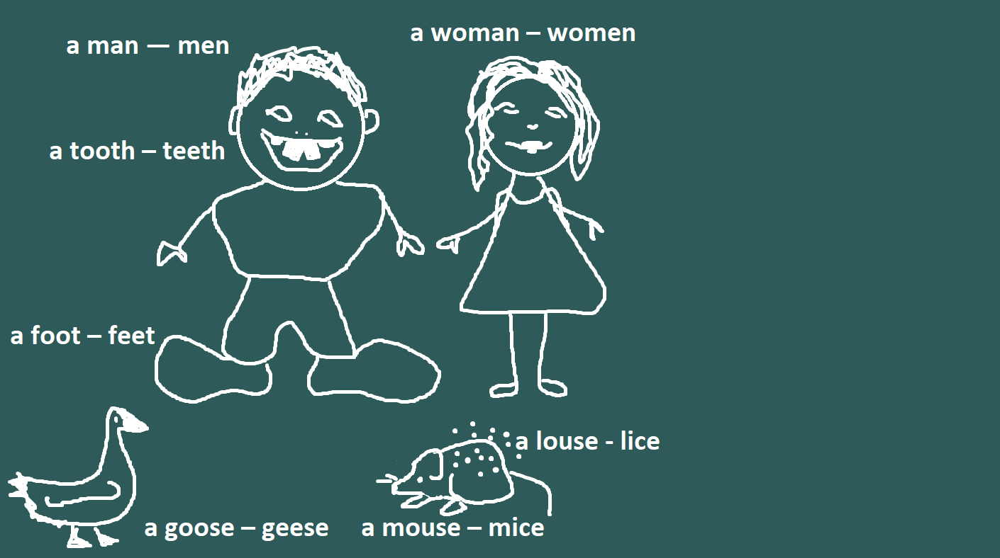 a man — men
a woman – women
a tooth – teeth
a foot – feet
a louse - lice
a goose – geese
a mouse – mice